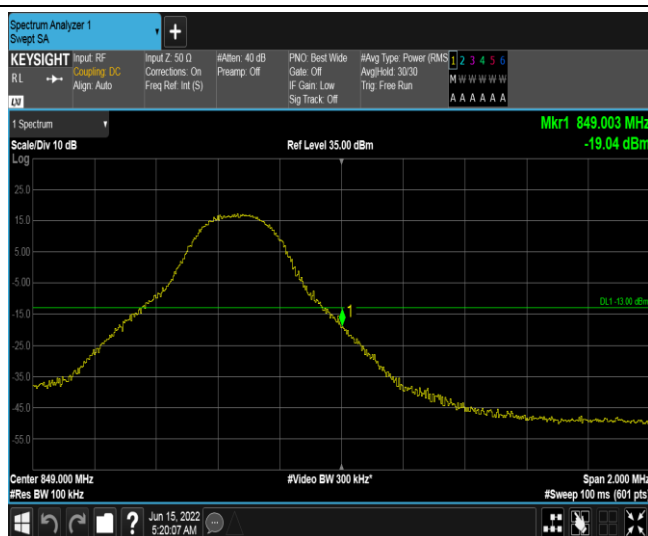 Spectrum Analyzer 1
Swept SA
+
KEYSIGHT
RL
Input: RF
Coupling: DC
Align: Auto
Input Z: 50 Ω
Corrections: On
Freq Ref: Int (S)
#Atten: 40 dB
Preamp: Off
PNO: Best Wide
Gate: Off
IF Gain: Low
Sig Track: Off
#Avg Type: Power (RMS
Avg|Hold: 30/30
Trig: Free Run
1 2 3 4 5 6
M W W W W W
A A A A A A
LXI
1 Spectrum
Scale/Div 10 dB
Ref Level 35.00 dBm
Mkr1 849.003 MHz
-19.04 dBm
Log
25.0
15.0
5.00
-5.00
-15.0
-25.0
-35.0
-45.0
-55.0
DL1 -13.00 dBm
1
Center 849.000 MHz
#Res BW 100 kHz
#Video BW 300 kHz*
Span 2.000 MHz
#Sweep 100 ms (601 pts)
?
Jun 15, 2022
5:20:07 AM